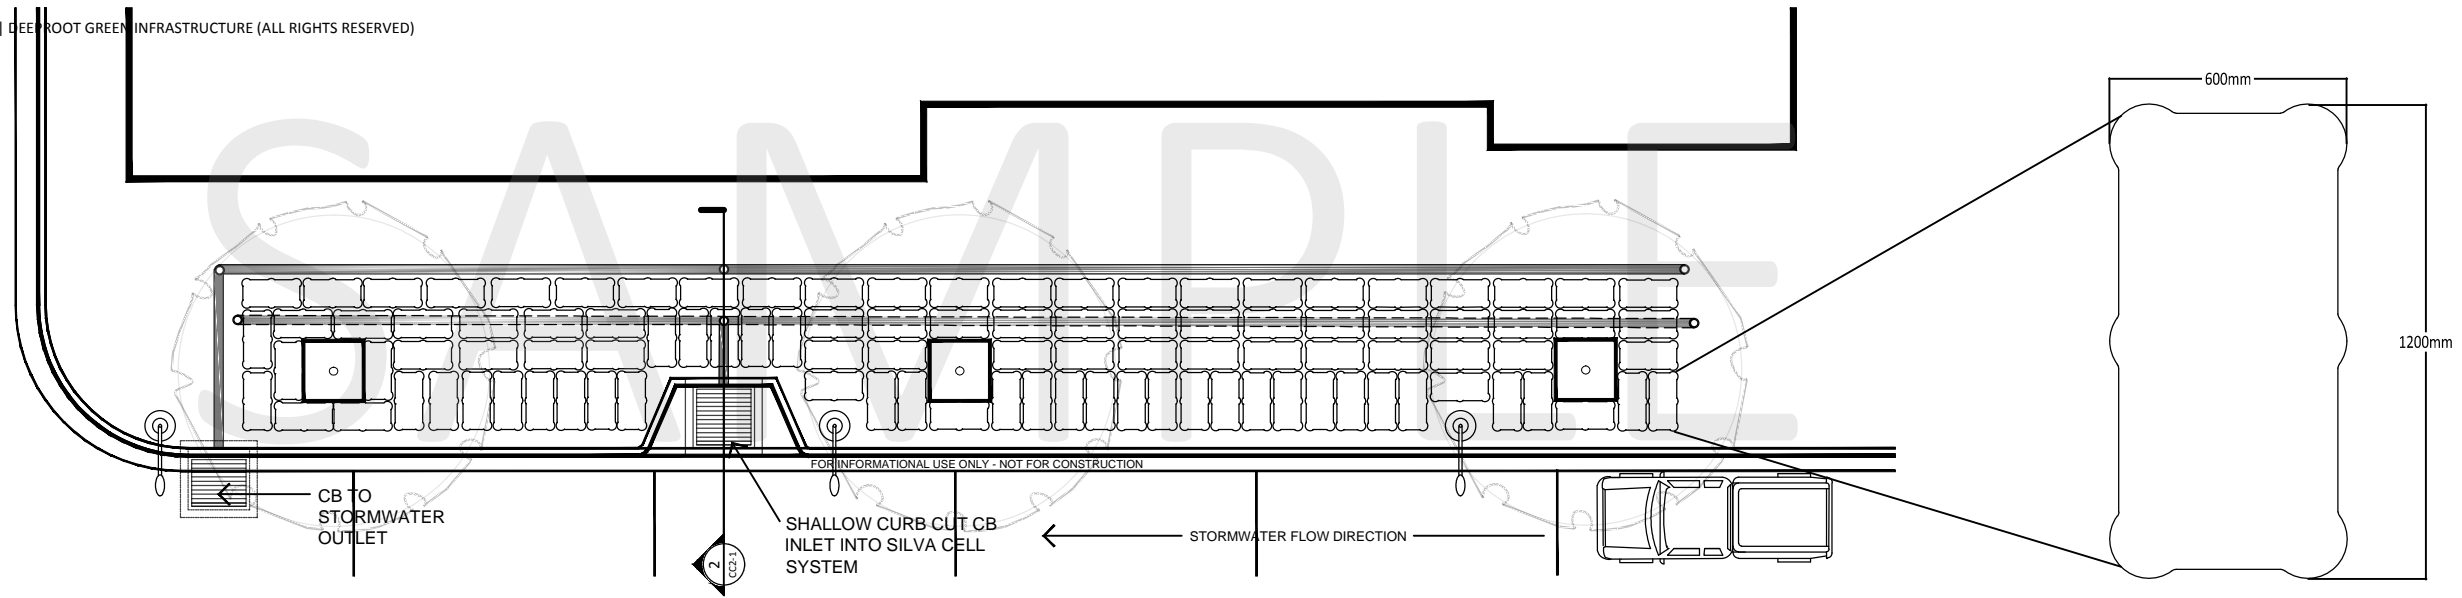 | DEEPROOT GREEN INFRASTRUCTURE (ALL RIGHTS RESERVED)
SAMPLE
600mm
1200mm
FOR INFORMATIONAL USE ONLY - NOT FOR CONSTRUCTION
CB TO
STORMWATER
OUTLET
SHALLOW CURB CUT CB
INLET INTO SILVA CELL
SYSTEM
STORMWATER FLOW DIRECTION
2
CC2-1